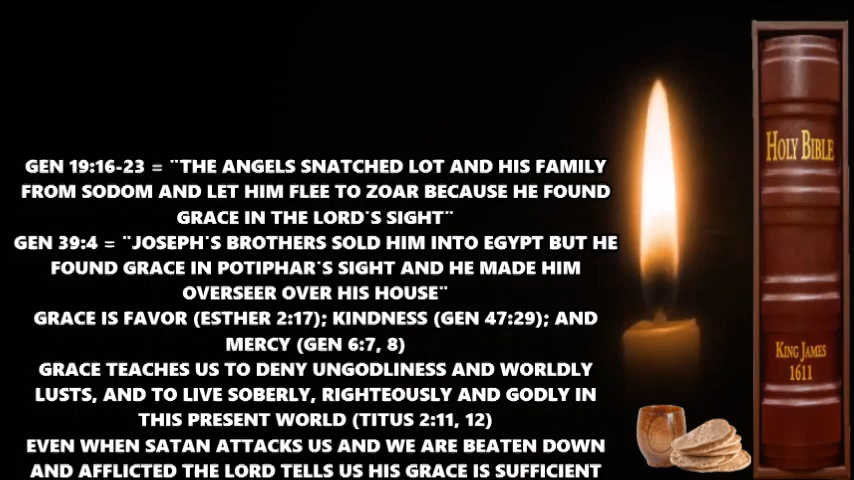 GEN 19:16-23 = ¨THE ANGELS SNATCHED LOT AND HIS FAMILY
FROM SODOM AND LET HIM FLEE TO ZOAR BECAUSE HE FOUND
GRACE IN THE LORD'S SIGHT¨
GEN 39:4 = ¨JOSEPH'S BROTHERS SOLD HIM INTO EGYPT BUT HE
FOUND GRACE IN POTIPHAR'S SIGHT AND HE MADE HIM
OVERSEER OVER HIS HOUSE¨
GRACE IS FAVOR (ESTHER 2:17); KINDNESS (GEN 47:29); AND
MERCY (GEN 6:7, 8)
GRACE TEACHES US TO DENY UNGODLINESS AND WORLDLY
LUSTS, AND TO LIVE SOBERLY, RIGHTEOUSLY AND GODLY IN
THIS PRESENT WORLD (TITUS 2:11, 12)
EVEN WHEN SATAN ATTACKS US AND WE ARE BEATEN DOWN
AND AFFLICTED THE LORD TELLS US HIS GRACE IS SUFFICIENT
HOLY BIBLE
KING JAMES
1611